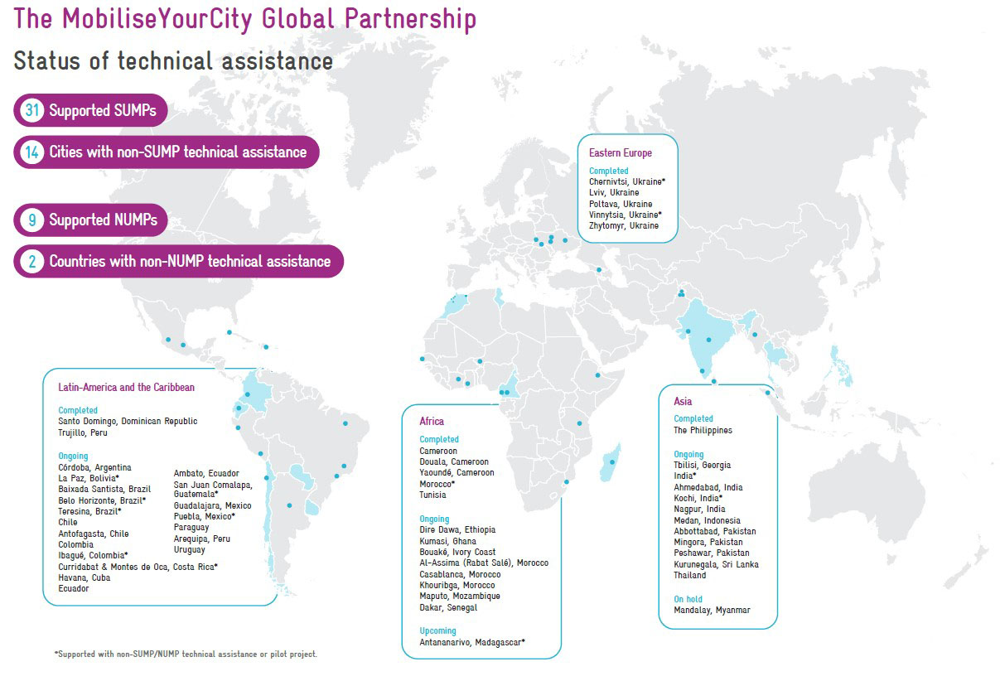 The MobiliseYourCity Global Partnership
Status of technical assistance
31 Supported SUMPs
14 Cities with non-SUMP technical assistance
9 Supported NUMPs
2 Countries with non-NUMP technical assistance
Eastern Europe
Completed
Chernivtsi, Ukraine*
Lviv, Ukraine
Poltava, Ukraine
Vinnytsia, Ukraine*
Zhytomyr, Ukraine
Latin-America and the Caribbean
Completed
Santo Domingo, Dominican Republic
Trujillo, Peru
Ongoing
Córdoba, Argentina
La Paz, Bolivia*
Baixada Santista, Brazil
Belo Horizonte, Brazil*
Teresina, Brazil*
Chile
Antofagasta, Chile
Colombia
Ibagué, Colombia*
Curridabat & Montes de Oca, Costa Rica*
Havana, Cuba
Ecuador
Ambato, Ecuador
San Juan Comalapa,
Guatemala*
Guadalajara, Mexico
Puebla, Mexico*
Paraguay
Arequipa, Peru
Uruguay
Africa
Completed
Cameroon
Douala, Cameroon
Yaoundé, Cameroon
Morocco*
Tunisia
Ongoing
Dire Dawa, Ethiopia
Kumasi, Ghana
Bouaké, Ivory Coast
Al-Assima (Rabat Salé), Morocco
Casablanca, Morocco
Khouribga, Morocco
Maputo, Mozambique
Dakar, Senegal
Upcoming
Antananarivo, Madagascar*
Asia
Completed
The Philippines
Ongoing
Tbilisi, Georgia
India*
Ahmedabad, India
Kochi, India*
Nagpur, India
Medan, Indonesia
Abbottabad, Pakistan
Mingora, Pakistan
Peshawar, Pakistan
Kurunegala, Sri Lanka
Thailand
On hold
Mandalay, Myanmar
*Supported with non-SUMP/NUMP technical assistance or pilot project.